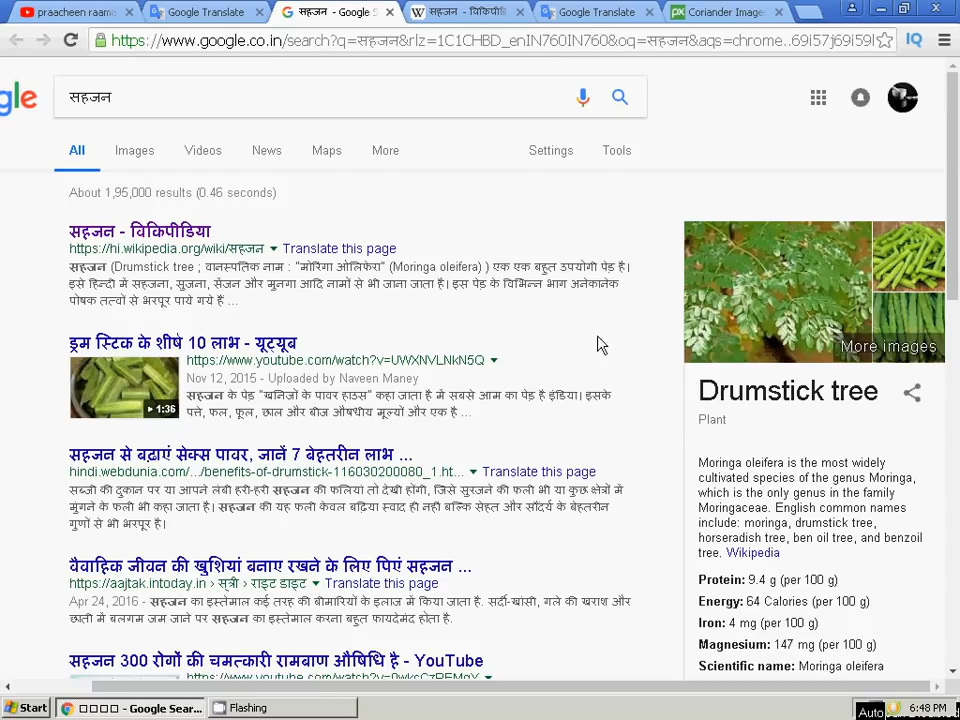 praacheen raama
Google Translate
सहजन - Google S
सहजन - विकिपीडि
Google Translate
Coriander Image
https://www.google.co.in/search?q=सहजन&rlz=1C1CHBD_enIN760IN760&oq=सहजन&aqs=chrome..69i57j69i59l
IQ
gle
सहजन
All
Images
Videos
News
Maps
More
Settings
Tools
About 1,95,000 results (0.46 seconds)
सहजन - विकिपीडिया
https://hi.wikipedia.org/wiki/सहजन ▼ Translate this page
सहजन (Drumstick tree ; वानस्पतिक नाम : "मोरिंगा ओलिफेरा" (Moringa oleifera) ) एक एक बहुत उपयोगी पेड़ है।
इसे हिन्दी में सहजना, सुजना, सेंजन और मुनगा आदि नामों से भी जाना जाता है। इस पेड़ के विभिन्न भाग अनेकानेक
पोषक तत्वों से भरपूर पाये गये हैं ...
ड्रम स्टिक के शीर्ष 10 लाभ - यूट्यूब
https://www.youtube.com/watch?v=UWXNVLNkN5Q ▼
Nov 12, 2015 - Uploaded by Naveen Maney
सहजन के पेड़ "खनिजों के पावर हाउस" कहा जाता है में सबसे आम का पेड़ है इंडिया। इसके
पत्ते, फल, फूल, छाल और बीज औषधीय मूल्यों और एक है ...
1:36
सहजन से बढ़ाएं सेक्स पावर, जानें 7 बेहतरीन लाभ ...
hindi.webdunia.com/.../benefits-of-drumstick-116030200080_1.ht... ▼ Translate this page
सब्जी की दुकान पर या आपने लंबी हरी-हरी सहजन की फलियां तो देखी होंगी, जिसे सुरजने की फली भी या कुछ क्षेत्रों में
मुंगने के फली भी कहा जाता है। सहजन की यह फली केवल बढ़िया स्वाद ही नहीं बल्कि सेहत और सौंदर्य के बेहतरीन
गुणों से भी भरपूर है।
वैवाहिक जीवन की खुशियां बनाए रखने के लिए पिएं सहजन ...
https://aajtak.intoday.in › स्त्री › राइट डाइट ▼ Translate this page
Apr 24, 2016 - सहजन का इस्तेमाल कई तरह की बीमारियों के इलाज में किया जाता है. सर्दी-खांसी, गले की खराश और
छाती में बलगम जम जाने पर सहजन का इस्तेमाल करना बहुत फायदेमंद होता है.
सहजन 300 रोगों की चमत्कारी रामबाण औषिधि है - YouTube
More images
Drumstick tree
Plant
Moringa oleifera is the most widely
cultivated species of the genus Moringa,
which is the only genus in the family
Moringaceae. English common names
include: moringa, drumstick tree,
horseradish tree, ben oil tree, and benzoil
tree. Wikipedia
Protein: 9.4 g (per 100 g)
Energy: 64 Calories (per 100 g)
Iron: 4 mg (per 100 g)
Magnesium: 147 mg (per 100 g)
Scientific name: Moringa oleifera
Start
- Google Sear...
Flashing
6:48 PM